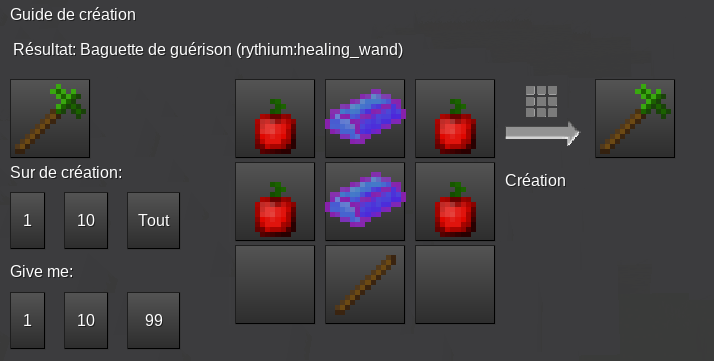 Guide de création
Résultat: Baguette de guérison (rythium:healing_wand)
Sur de création:
1 10 Tout
Création
Give me:
1 10 99